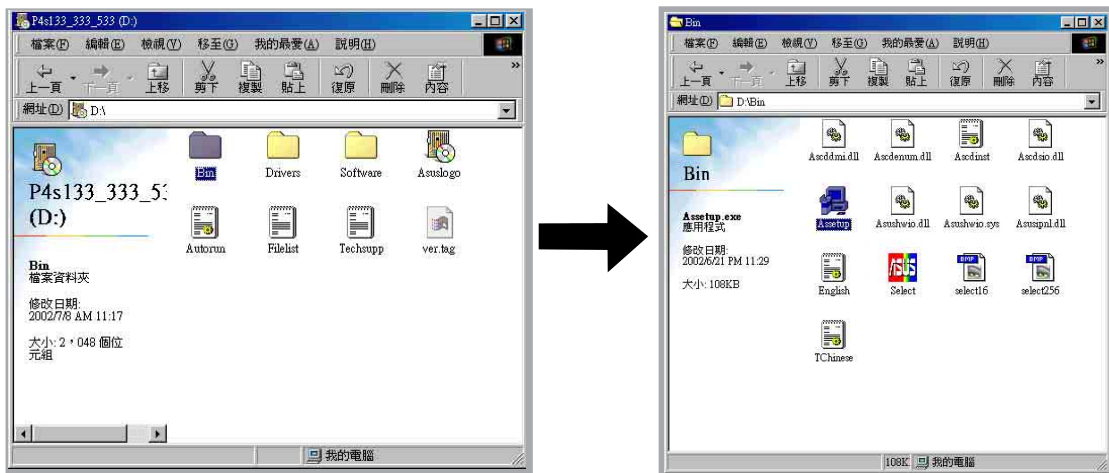 P4s133_333_533 (D:)
檔案(F) 編輯(E) 檢視(V) 移至(G) 我的最愛(A) 説明(H)
上一頁 下一頁 上移 剪下 複製 貼上 復原 刪除 內容 »
網址(D) D:\
P4s133_333_5
(D:)
Bin
檔案資料夾
修改日期:
2002/7/8 AM 11:17
大小: 2，048 個位
元組
Bin Drivers Software Asuslogo
Autorun Filelist Techsupp ver.tag
我的電腦
Bin
檔案(F) 編輯(E) 檢視(V) 移至(G) 我的最愛(A) 説明(H)
上一頁 下一頁 上移 剪下 複製 貼上 復原 刪除 內容 »
網址(D) D:\Bin
Bin
Assetup.exe
應用程式
修改日期:
2002/6/21 PM 11:29
大小: 108KB
Ascddmi.dll Ascdenum.dll Ascdinst Ascdsio.dll
Assetup Asushwio.dll Asushwio.sys Asusipnl.dll
BMP BMP
English Select select16 select256
TChinese
108K 我的電腦